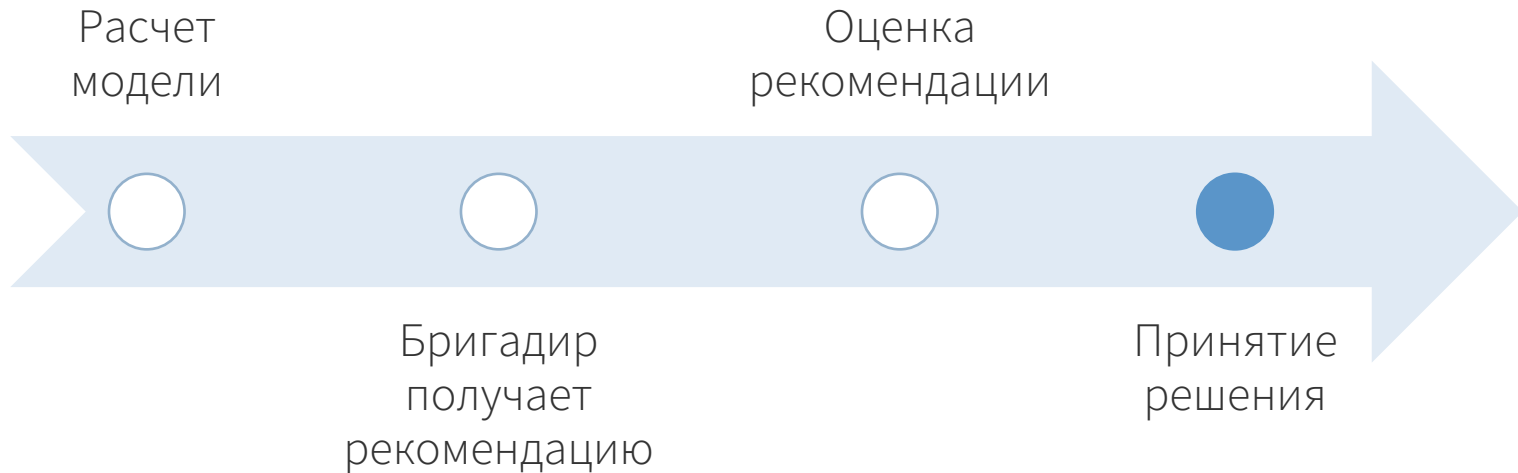 Расчет
модели
Бригадир
получает
рекомендацию
Оценка
рекомендации
Принятие
решения